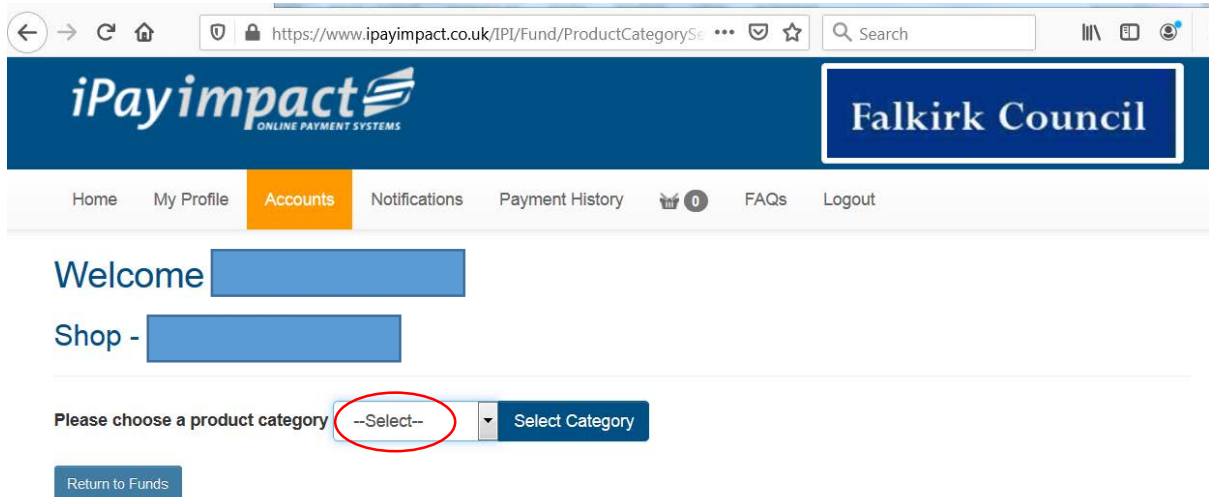 https://www.ipayimpact.co.uk/IPI/Fund/ProductCategorySe
Search
iPayimpact
ONLINE PAYMENT SYSTEMS
Falkirk Council
Home My Profile Accounts Notifications Payment History 0 FAQs Logout
Welcome
Shop -
Please choose a product category --Select-- Select Category
Return to Funds